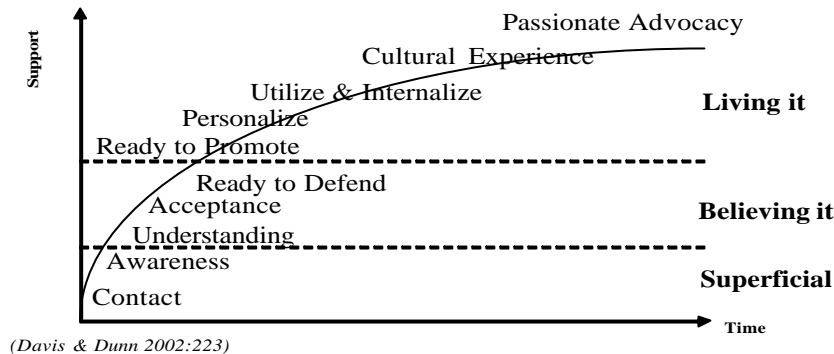 Passionate Advocacy
Support
Cultural Experience
Utilize & Internalize
Living it
Personalize
Ready to Promote
Ready to Defend
Acceptance
Believing it
Understanding
Awareness
Superficial
Contact
Time
(Davis & Dunn 2002:223)